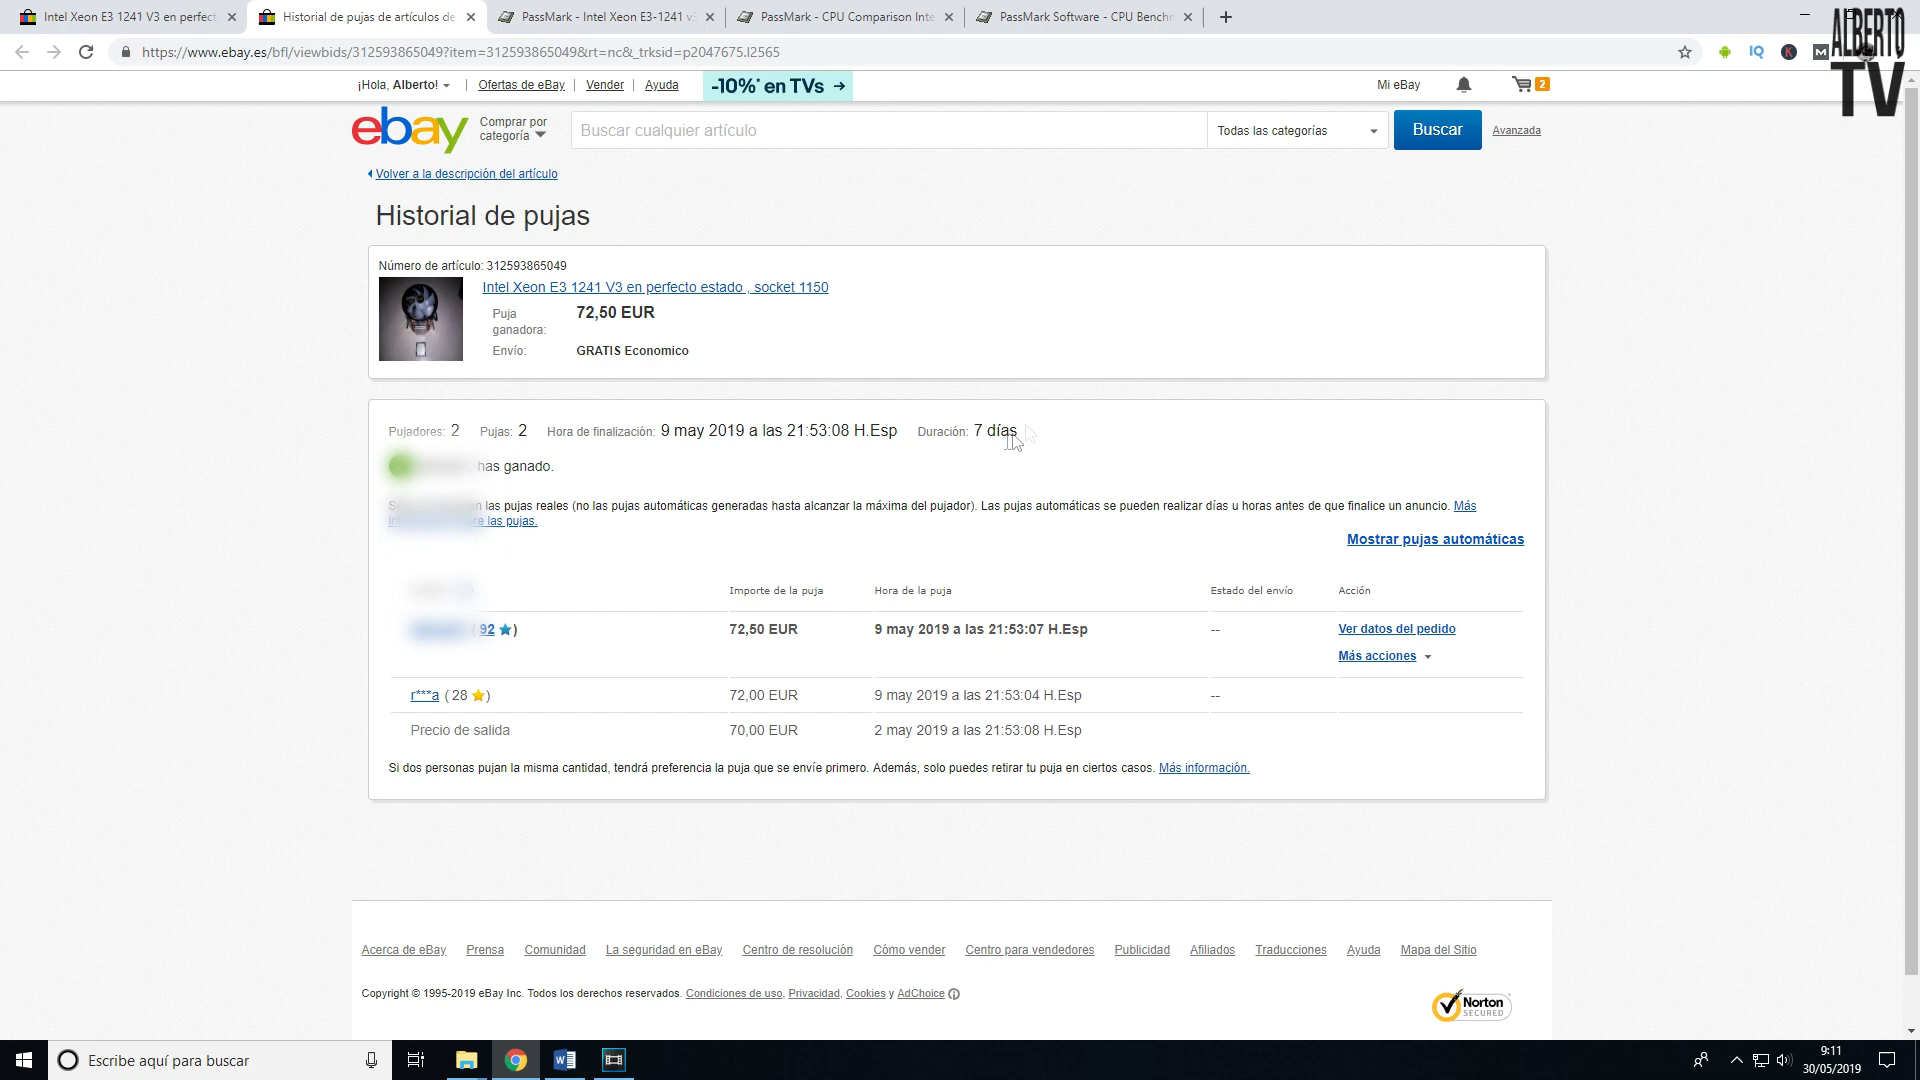 Intel Xeon E3 1241 V3 en perfect
Historial de pujas de artículos de
PassMark - Intel Xeon E3-1241 v3
PassMark - CPU Comparison Inte
PassMark Software - CPU Benchm
ALBERTO
TV
https://www.ebay.es/bfl/viewbids/312593865049?item=312593865049&rt=nc&_trksid=p2047675.l2565
IQ
K
M
¡Hola, Alberto!
Ofertas de eBay
Vender
Ayuda
-10%* en TVs →
Mi eBay
2
ebay
Comprar por
categoría
Buscar cualquier artículo
Todas las categorías
Buscar
Avanzada
Volver a la descripción del artículo
Historial de pujas
Número de artículo: 312593865049
Intel Xeon E3 1241 V3 en perfecto estado , socket 1150
Puja
ganadora: 72,50 EUR
Envío: GRATIS Economico
Pujadores: 2 Pujas: 2 Hora de finalización: 9 may 2019 a las 21:53:08 H.Esp Duración: 7 días
has ganado.
las pujas reales (no las pujas automáticas generadas hasta alcanzar la máxima del pujador). Las pujas automáticas se pueden realizar días u horas antes de que finalice un anuncio. Más
las pujas.
Mostrar pujas automáticas
Importe de la puja Hora de la puja Estado del envío Acción
( 92 ) 72,50 EUR 9 may 2019 a las 21:53:07 H.Esp -- Ver datos del pedido
Más acciones
r***a ( 28 ) 72,00 EUR 9 may 2019 a las 21:53:04 H.Esp --
Precio de salida 70,00 EUR 2 may 2019 a las 21:53:08 H.Esp
Si dos personas pujan la misma cantidad, tendrá preferencia la puja que se envíe primero. Además, solo puedes retirar tu puja en ciertos casos. Más información.
Acerca de eBay Prensa Comunidad La seguridad en eBay Centro de resolución Cómo vender Centro para vendedores Publicidad Afiliados Traducciones Ayuda Mapa del Sitio
Copyright © 1995-2019 eBay Inc. Todos los derechos reservados. Condiciones de uso, Privacidad, Cookies y AdChoice
Norton
SECURED
Escribe aquí para buscar
9:11
30/05/2019